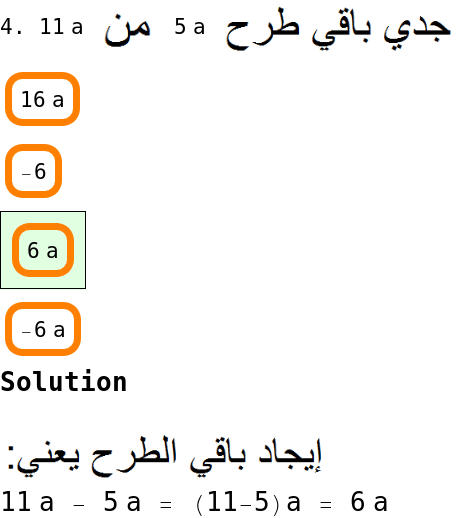 4. جدي باقي طرح 5 a من 11 a
16 a
-6
6 a
-6 a
Solution
إيجاد باقي الطرح يعني:
11 a - 5 a = (11-5) a = 6 a